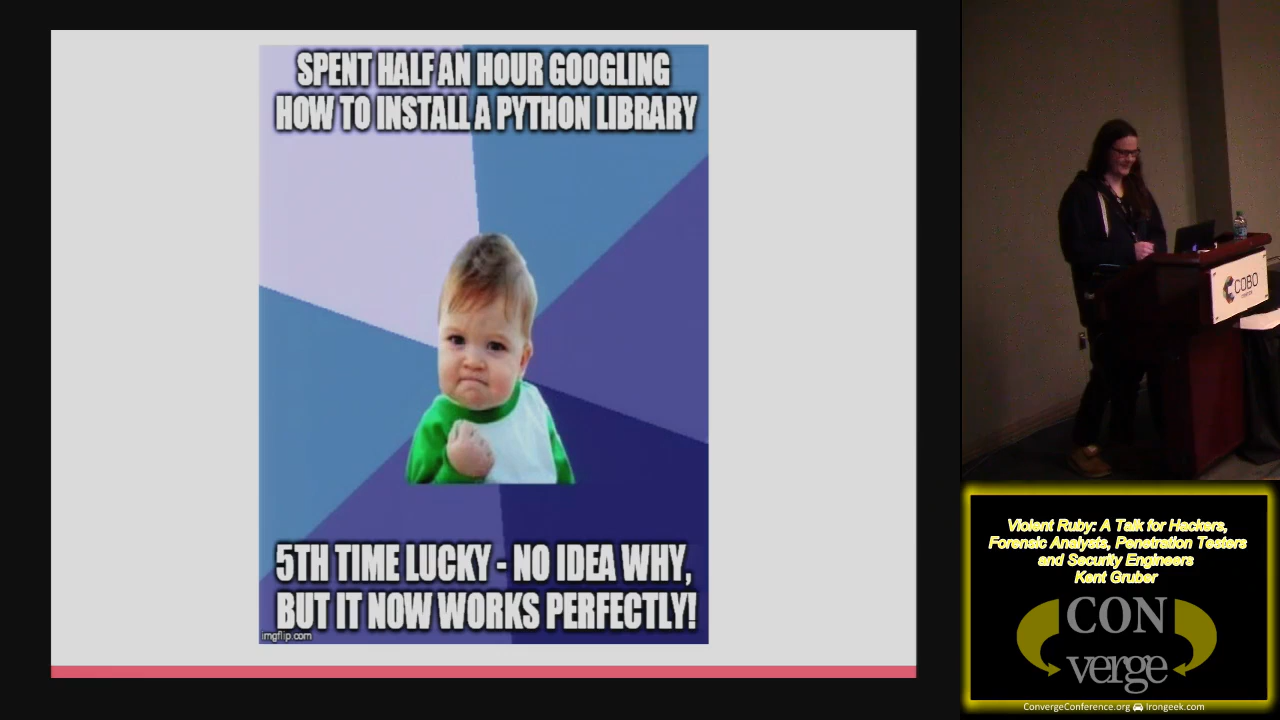 SPENT HALF AN HOUR GOOGLING
HOW TO INSTALL A PYTHON LIBRARY
5TH TIME LUCKY - NO IDEA WHY,
BUT IT NOW WORKS PERFECTLY!
imgflip.com
COBO
Violent Ruby: A Talk for Hackers,
Forensic Analysts, Penetration Testers
and Security Engineers
Kent Gruber
CON
verge
ConvergeConference.org Irongeek.com